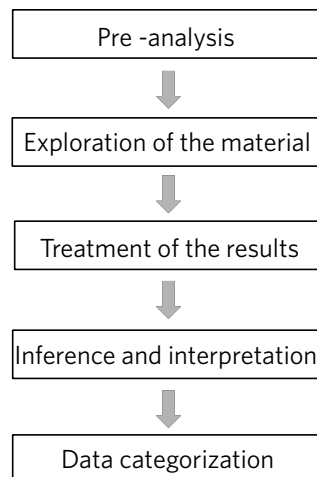 Pre -analysis
Exploration of the material
Treatment of the results
Inference and interpretation
Data categorization